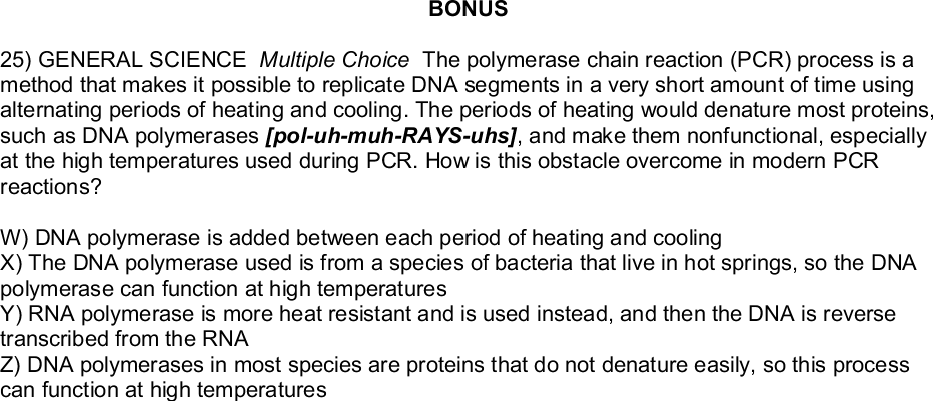 BONUS
25) GENERAL SCIENCE Multiple Choice The polymerase chain reaction (PCR) process is a
method that makes it possible to replicate DNA segments in a very short amount of time using
alternating periods of heating and cooling. The periods of heating would denature most proteins,
such as DNA polymerases [pol-uh-muh-RAYS-uhs], and make them nonfunctional, especially
at the high temperatures used during PCR. How is this obstacle overcome in modern PCR
reactions?
W) DNA polymerase is added between each period of heating and cooling
X) The DNA polymerase used is from a species of bacteria that live in hot springs, so the DNA
polymerase can function at high temperatures
Y) RNA polymerase is more heat resistant and is used instead, and then the DNA is reverse
transcribed from the RNA
Z) DNA polymerases in most species are proteins that do not denature easily, so this process
can function at high temperatures